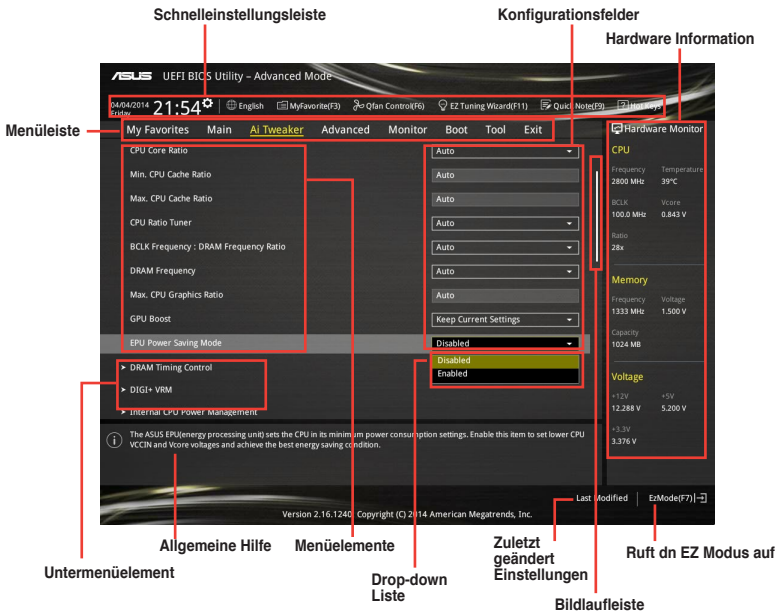 Schnelleinstellungsleiste
Konfigurationsfelder
Hardware Information
ASUS UEFI BIOS Utility – Advanced Mode
04/04/2014 Friday 21:54 English MyFavorite(F3) Qfan Control(F6) EZ Tuning Wizard(F11) Quick Note(F9) ? Hot Keys
Menüleiste
My Favorites Main Ai Tweaker Advanced Monitor Boot Tool Exit
Hardware Monitor
CPU Core Ratio Auto
Min. CPU Cache Ratio Auto
Max. CPU Cache Ratio Auto
CPU Ratio Tuner Auto
BCLK Frequency : DRAM Frequency Ratio Auto
DRAM Frequency Auto
Max. CPU Graphics Ratio Auto
GPU Boost Keep Current Settings
EPU Power Saving Mode Disabled
Disabled
Enabled
> DRAM Timing Control
> DIGI+ VRM
> Internal CPU Power Management
CPU
Frequency Temperature
2800 MHz 39°C
BCLK Vcore
100.0 MHz 0.843 V
Ratio
28x
Memory
Frequency Voltage
1333 MHz 1.500 V
Capacity
1024 MB
Voltage
+12V +5V
12.288 V 5.200 V
+3.3V
3.376 V
i The ASUS EPU(energy processing unit) sets the CPU in its minimum power consumption settings. Enable this item to set lower CPU
VCCIN and Vcore voltages and achieve the best energy saving condition.
Last Modified EzMode(F7)
Version 2.16.1240. Copyright (C) 2014 American Megatrends, Inc.
Untermenüelement
Allgemeine Hilfe
Menüelemente
Drop-down
Liste
Zuletzt
geändert
Einstellungen
Bildlaufleiste
Ruft dn EZ Modus auf